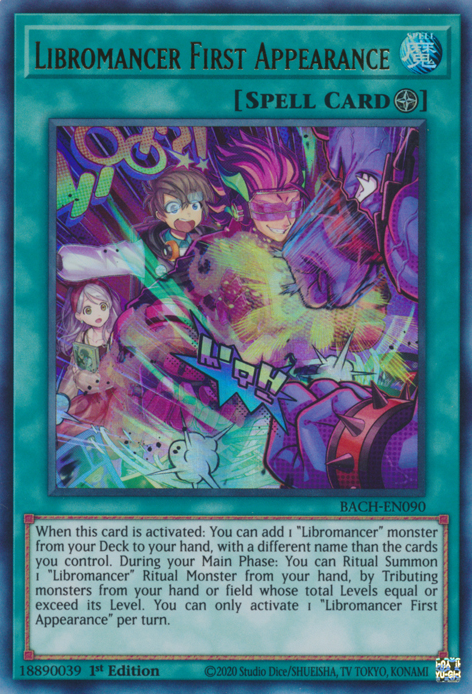 Libromancer First Appearance
SPELL
魔
[Spell Card]
ドドン
BACH-EN090
When this card is activated: You can add 1 "Libromancer" monster
from your Deck to your hand, with a different name than the cards
you control. During your Main Phase: You can Ritual Summon
1 "Libromancer" Ritual Monster from your hand, by Tributing
monsters from your hand or field whose total Levels equal or
exceed its Level. You can only activate 1 "Libromancer First
Appearance" per turn.
18890039 1st Edition ©2020 Studio Dice/SHUEISHA, TV TOKYO, KONAMI